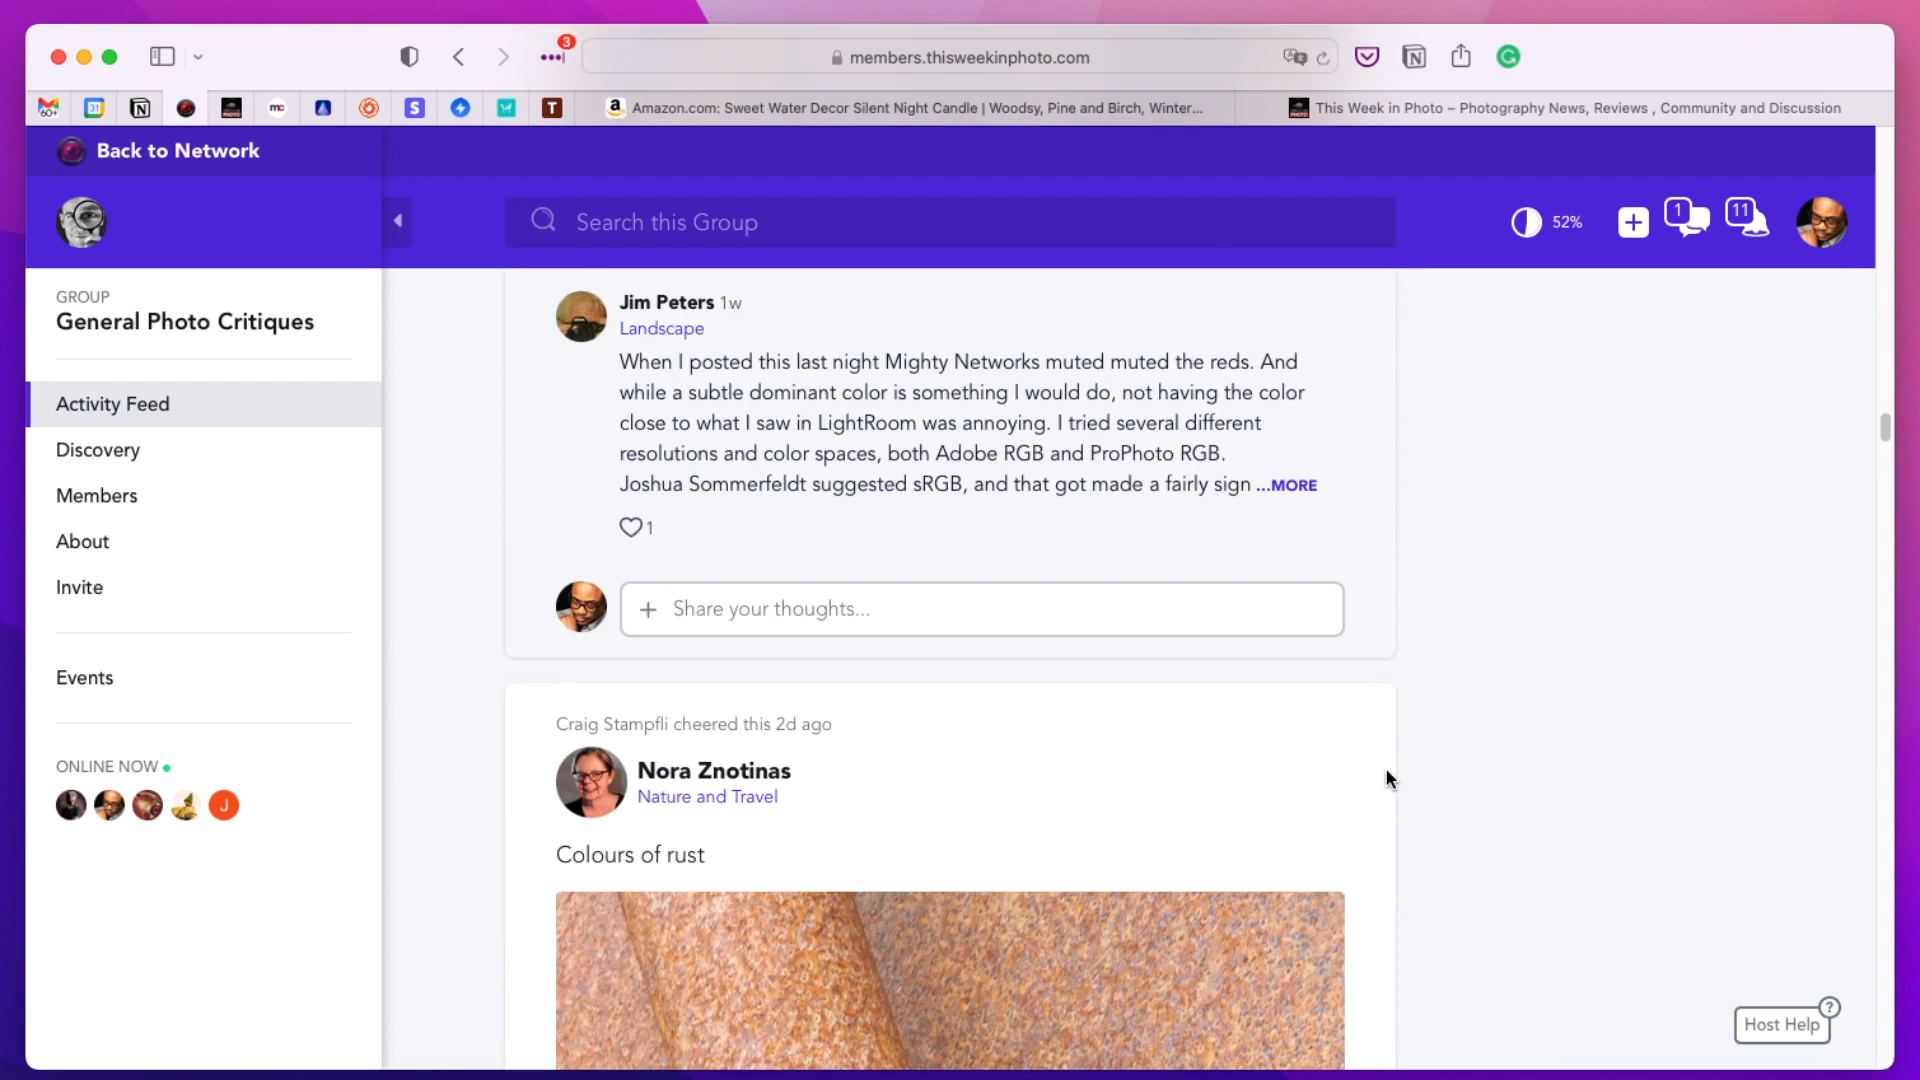 3
members.thisweekinphoto.com
60+
31
mc
S
T
a
Amazon.com: Sweet Water Decor Silent Night Candle | Woodsy, Pine and Birch, Winter...
This Week in Photo – Photography News, Reviews , Community and Discussion
Back to Network
Search this Group
52%
1
11
GROUP
General Photo Critiques
Activity Feed
Discovery
Members
About
Invite
Events
ONLINE NOW
J
Jim Peters 1w
Landscape
When I posted this last night Mighty Networks muted muted the reds. And
while a subtle dominant color is something I would do, not having the color
close to what I saw in LightRoom was annoying. I tried several different
resolutions and color spaces, both Adobe RGB and ProPhoto RGB.
Joshua Sommerfeldt suggested sRGB, and that got made a fairly sign ...MORE
1
Share your thoughts...
Craig Stampfli cheered this 2d ago
Nora Znotinas
Nature and Travel
Colours of rust
Host Help
?